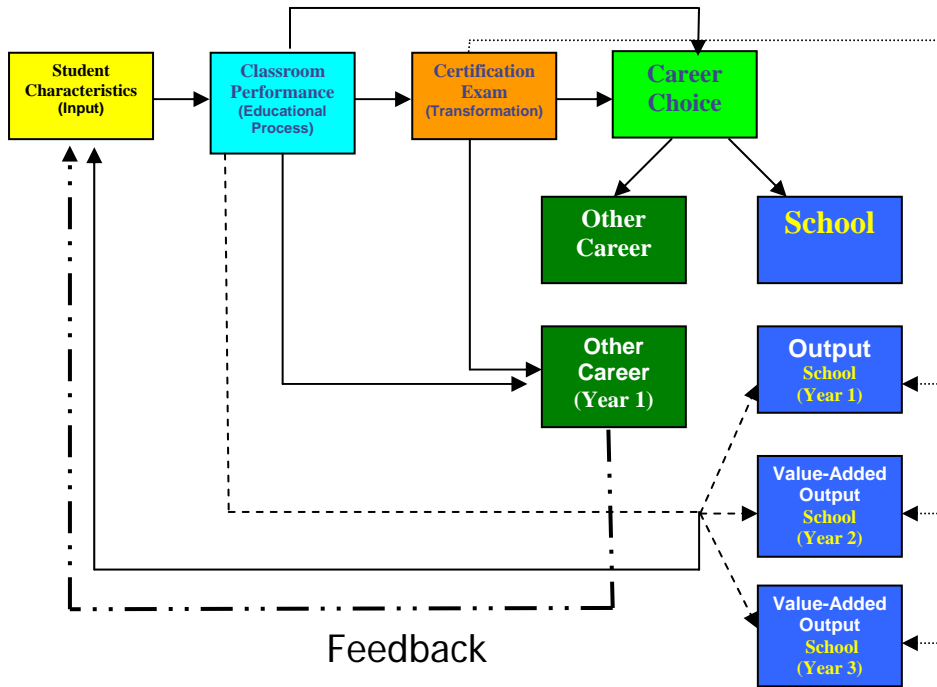 Student
Characteristics
(Input)
Classroom
Performance
(Educational
Process)
Certification
Exam
(Transformation)
Career
Choice
Other
Career
School
Other
Career
(Year 1)
Output
School
(Year 1)
Value-Added
Output
School
(Year 2)
Value-Added
Output
School
(Year 3)
Feedback